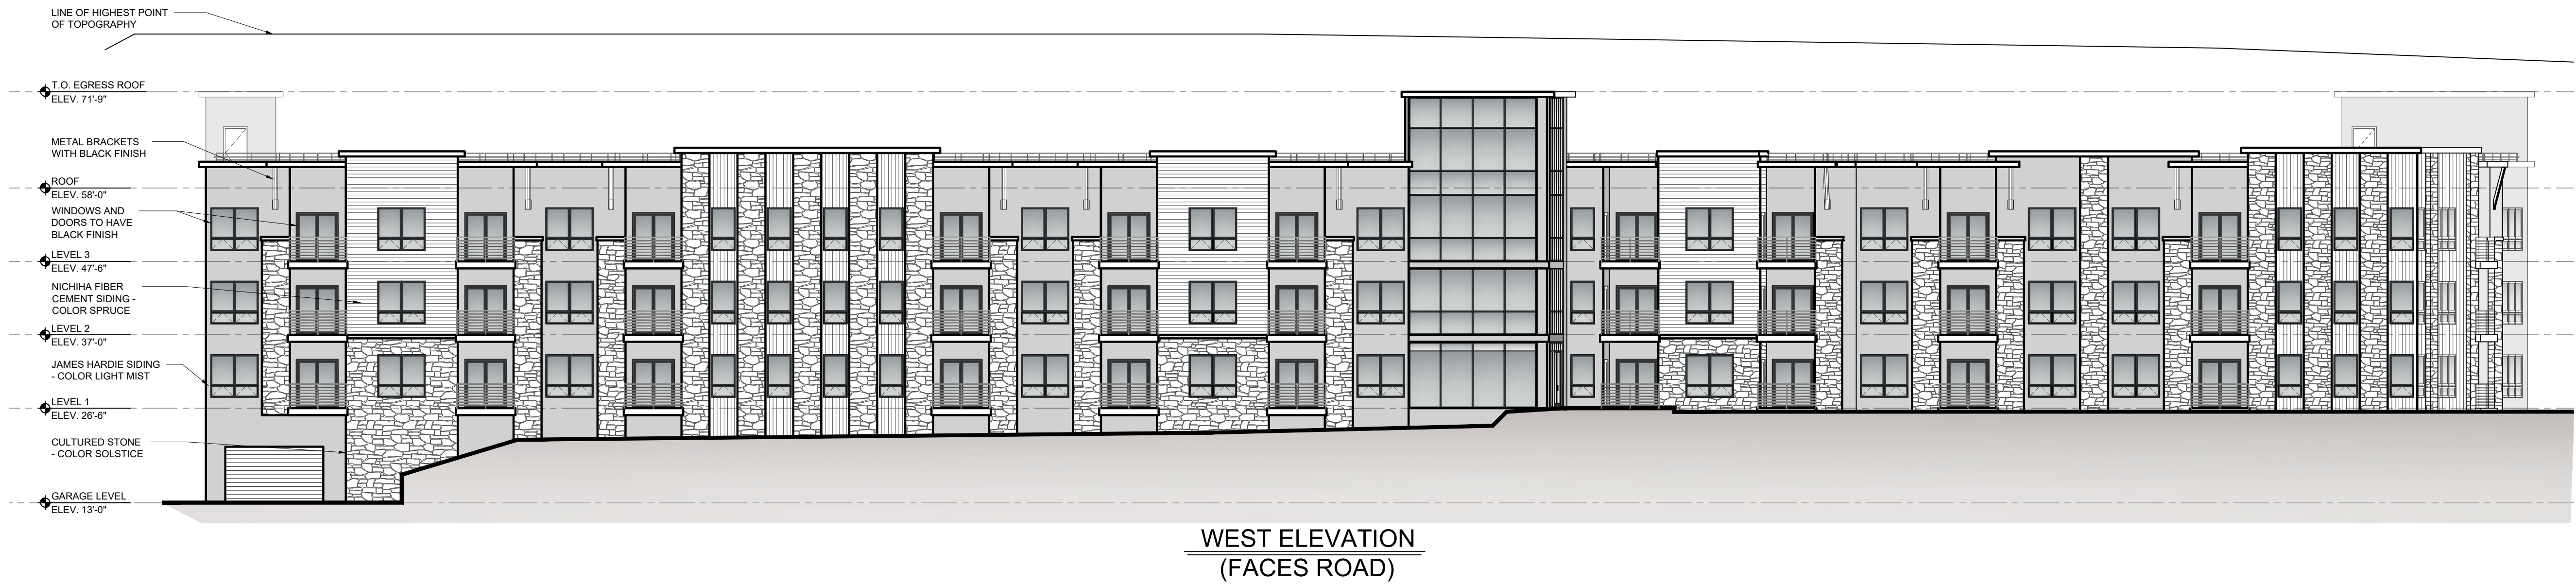 LINE OF HIGHEST POINT
OF TOPOGRAPHY
T.O. EGRESS ROOF
ELEV. 71'-9"
METAL BRACKETS
WITH BLACK FINISH
ROOF
ELEV. 58'-0"
WINDOWS AND
DOORS TO HAVE
BLACK FINISH
LEVEL 3
ELEV. 47'-6"
NICHIHA FIBER
CEMENT SIDING -
COLOR SPRUCE
LEVEL 2
ELEV. 37'-0"
JAMES HARDIE SIDING
- COLOR LIGHT MIST
LEVEL 1
ELEV. 26'-6"
CULTURED STONE
- COLOR SOLSTICE
GARAGE LEVEL
ELEV. 13'-0"
WEST ELEVATION
(FACES ROAD)